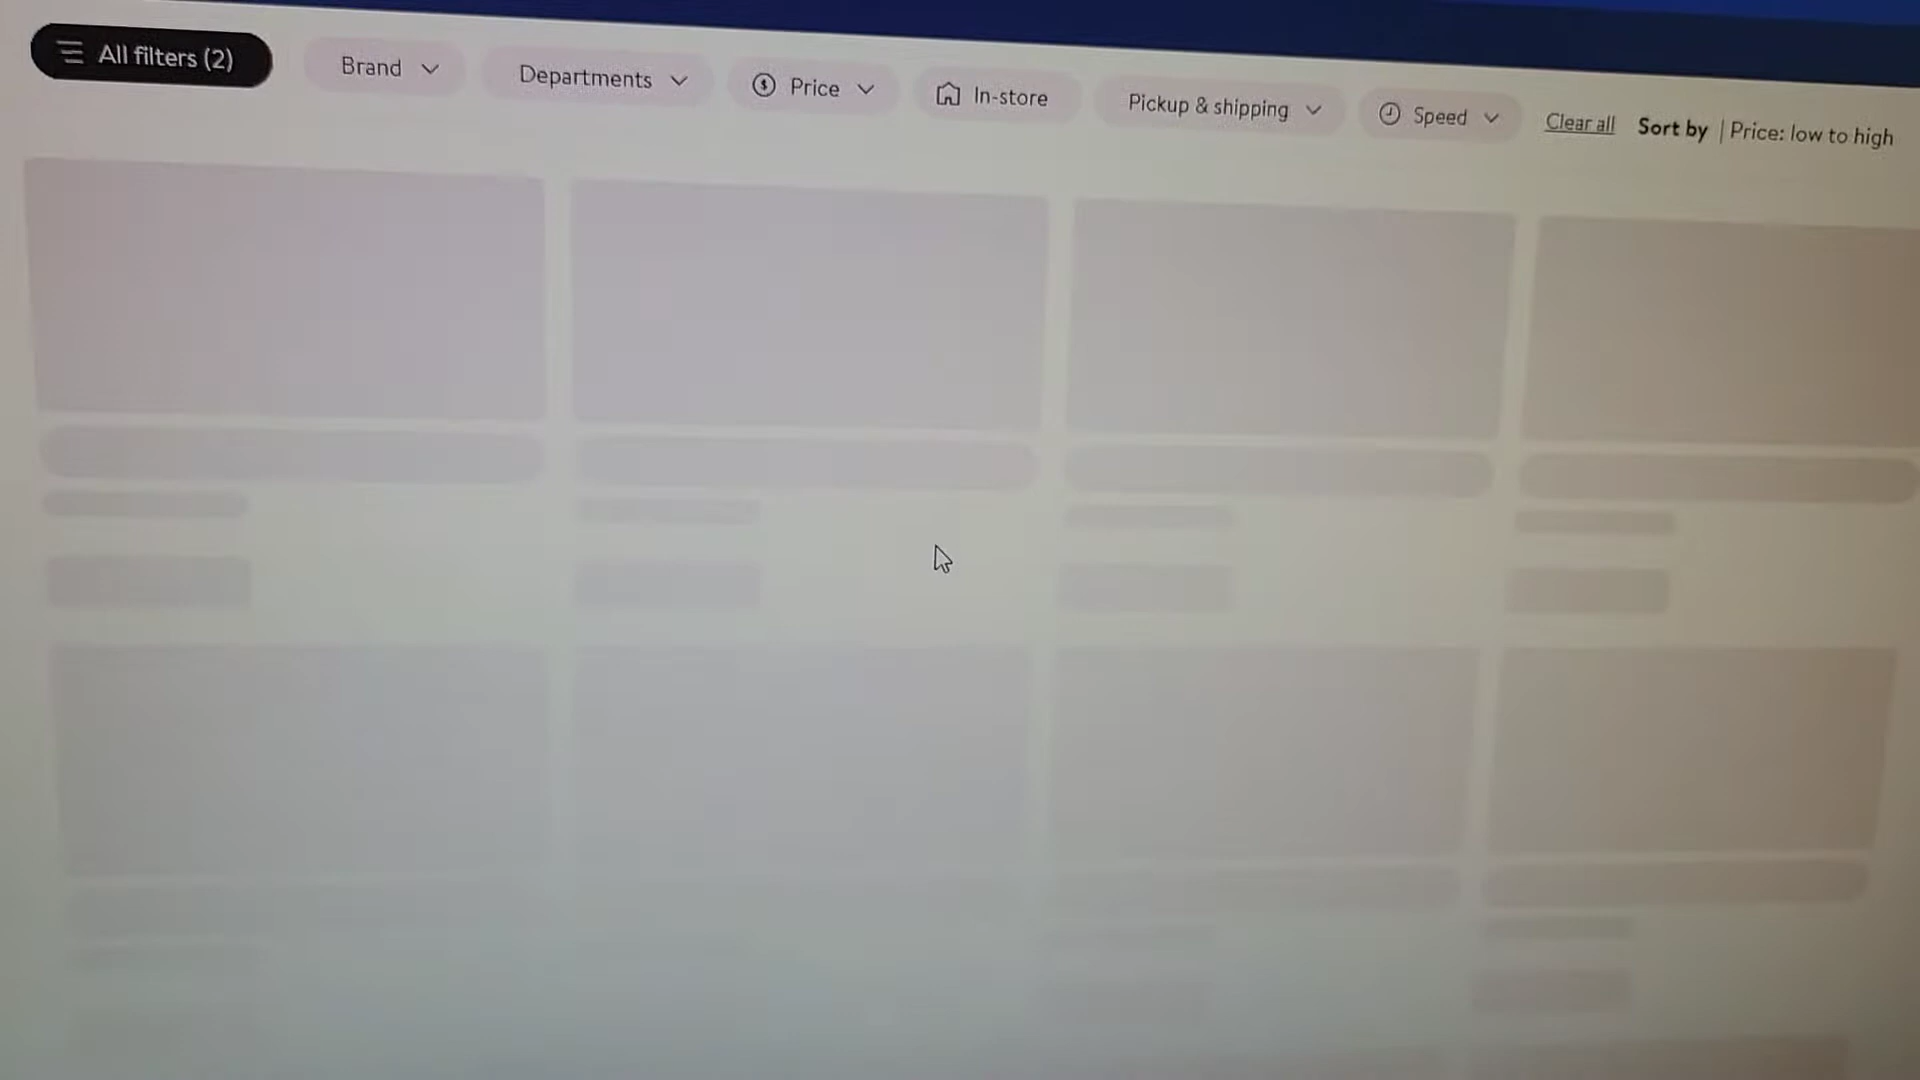 All filters (2)
Brand
Departments
Price
In-store
Pickup & shipping
Speed
Clear all
Sort by | Price: low to high